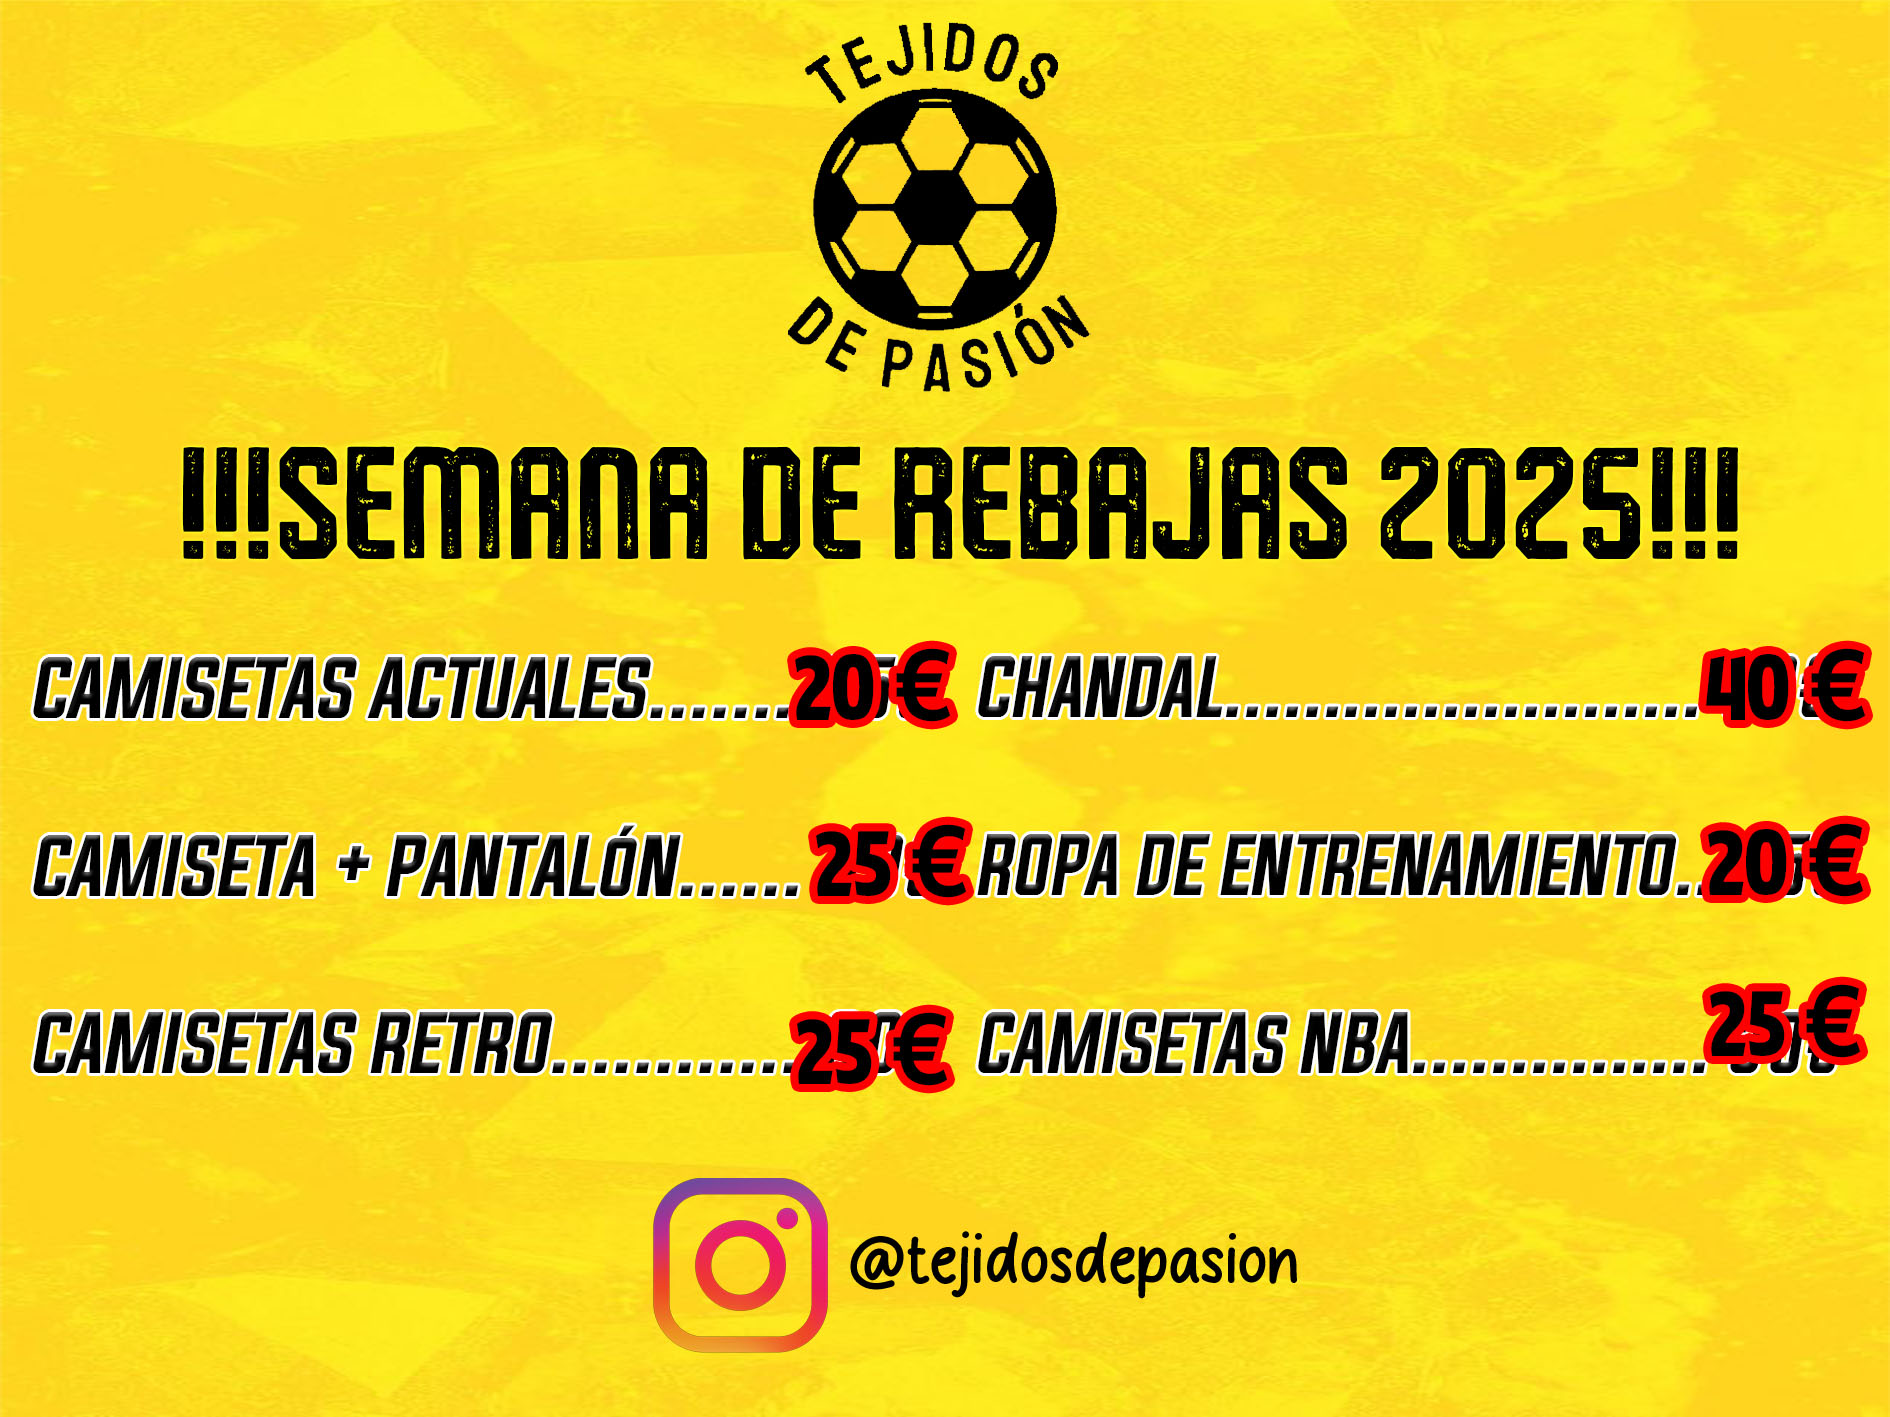 TEJIDOS
DE PASIÓN
!!!SEMANA DE REBAJAS 2025!!!
CAMISETAS ACTUALES....... 20 €
CHANDAL........................ 40 €
CAMISETA + PANTALÓN...... 25 €
ROPA DE ENTRENAMIENTO.. 20 €
CAMISETAS RETRO............ 25 €
CAMISETAS NBA............... 25 €
@tejidosdepasion